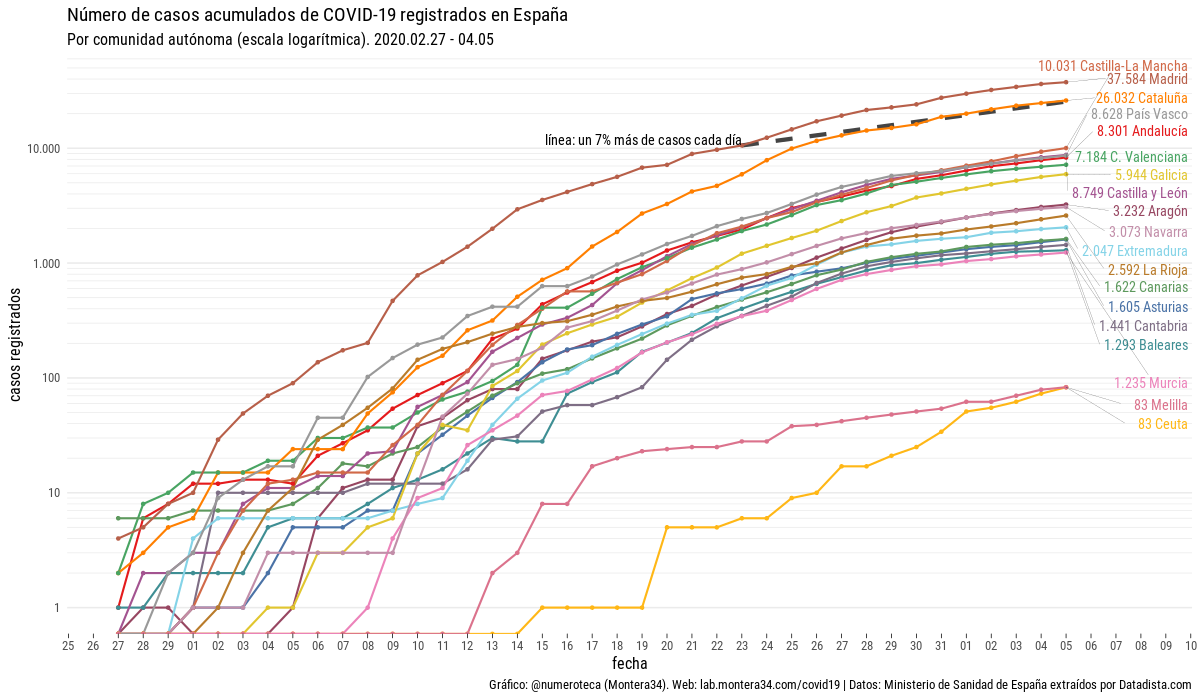 Número de casos acumulados de COVID-19 registrados en España
Por comunidad autónoma (escala logarítmica). 2020.02.27 - 04.05
10.031 Castilla-La Mancha
37.584 Madrid
26.032 Cataluña
8.628 País Vasco
8.301 Andalucía
7.184 C. Valenciana
5.944 Galicia
8.749 Castilla y León
3.232 Aragón
3.073 Navarra
2.047 Extremadura
2.592 La Rioja
1.622 Canarias
1.605 Asturias
1.441 Cantabria
1.293 Baleares
1.235 Murcia
83 Melilla
83 Ceuta
línea: un 7% más de casos cada día
casos registrados
10.000
1.000
100
10
1
25 26 27 28 29 01 02 03 04 05 06 07 08 09 10 11 12 13 14 15 16 17 18 19 20 21 22 23 24 25 26 27 28 29 30 31 01 02 03 04 05 06 07 08 09 10
fecha
Gráfico: @numeroteca (Montera34). Web: lab.montera34.com/covid19 | Datos: Ministerio de Sanidad de España extraídos por Datadista.com